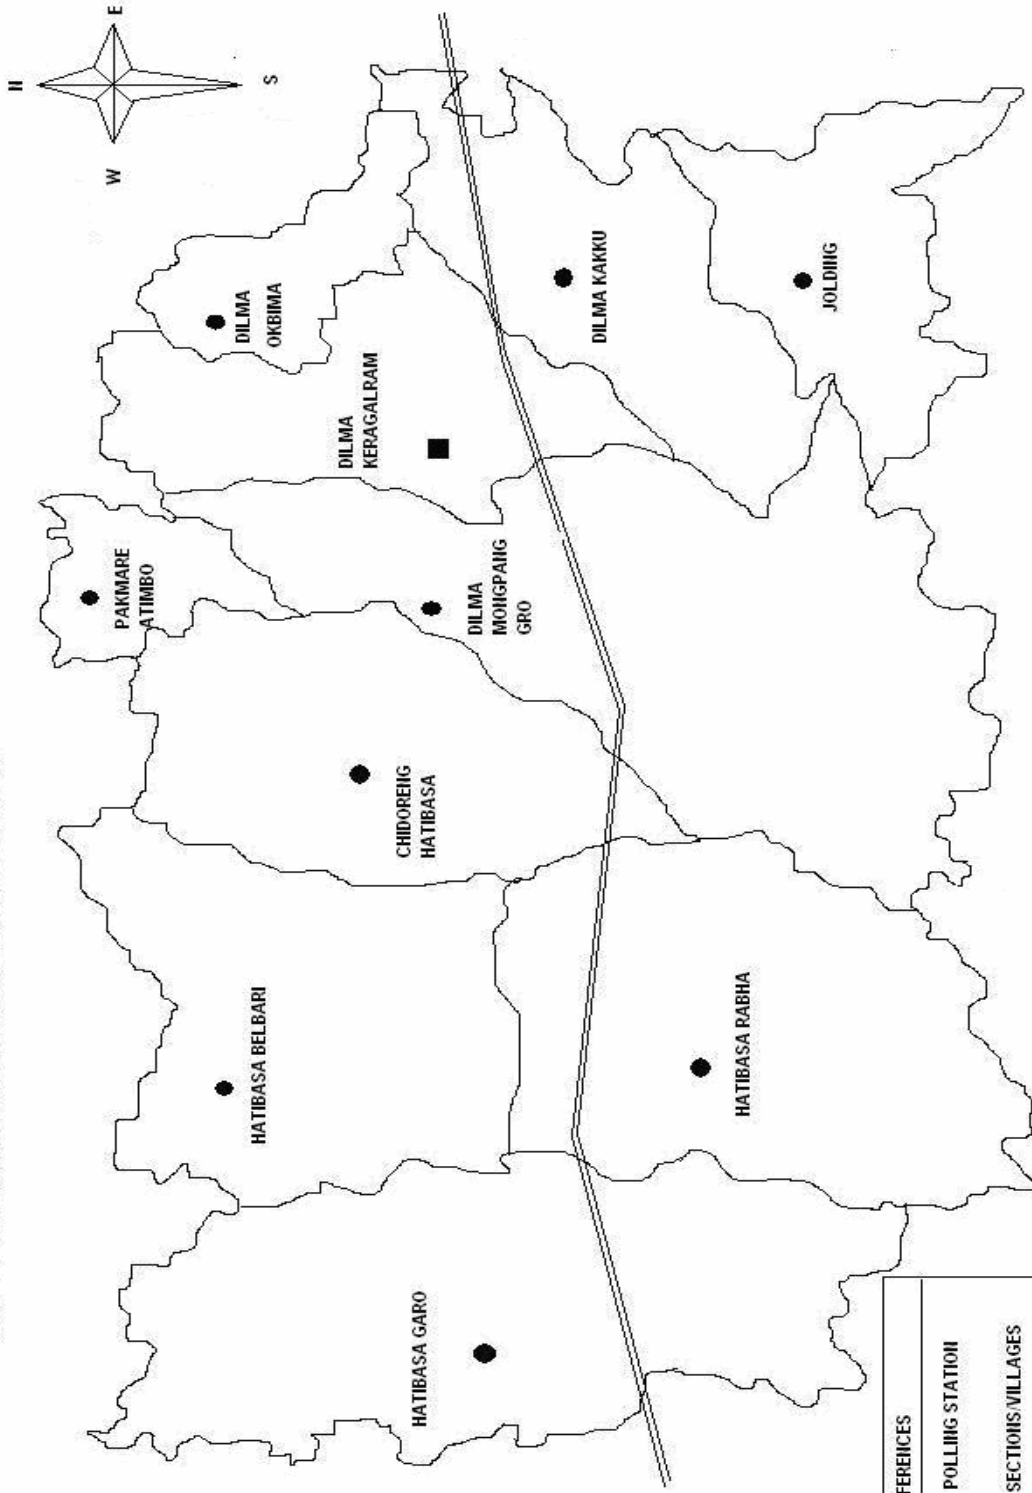 N
E
W
S
DILMA
OKBIMA
DILMA
KERAGALRAM
DILMA KAKKU
JOLDING
PAKMARE
ATIMBO
DILMA
MONGPANG
GRO
CHIDORENG
HATIBASA
HATIBASA BELBARI
HATIBASA RABHA
HATIBASA GARO
FERENCES
POLLING STATION
SECTIONS/VILLAGES